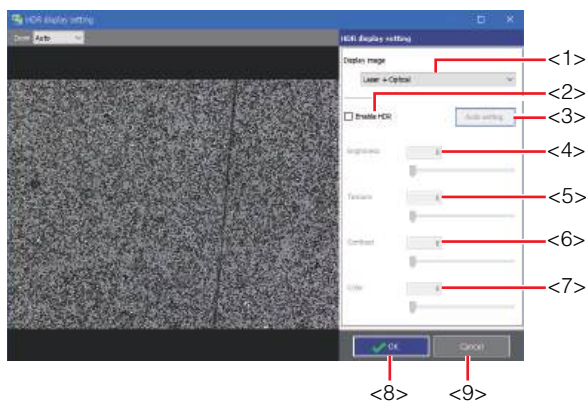 HDR display setting
Zoom Auto
HDR display setting
Display image
<1>
Laser + Optical
<2>
Enable HDR
Auto setting
<3>
Brightness
<4>
Texture
<5>
Contrast
<6>
Color
<7>
OK
Cancel
<8>
<9>